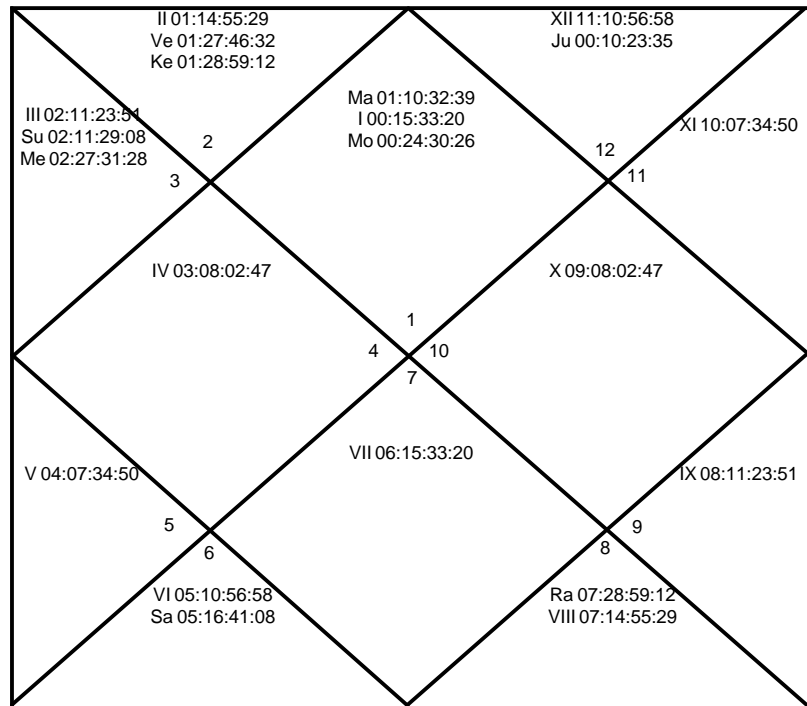 II 01:14:55:29
Ve 01:27:46:32
Ke 01:28:59:12
XII 11:10:56:58
Ju 00:10:23:35
Ma 01:10:32:39
I 00:15:33:20
Mo 00:24:30:26
III 02:11:23:51
Su 02:11:29:08
Me 02:27:31:28
XI 10:07:34:50
2
12
3
11
IV 03:08:02:47
X 09:08:02:47
1
4
10
7
VII 06:15:33:20
V 04:07:34:50
IX 08:11:23:51
5
9
6
8
VI 05:10:56:58
Sa 05:16:41:08
Ra 07:28:59:12
VIII 07:14:55:29